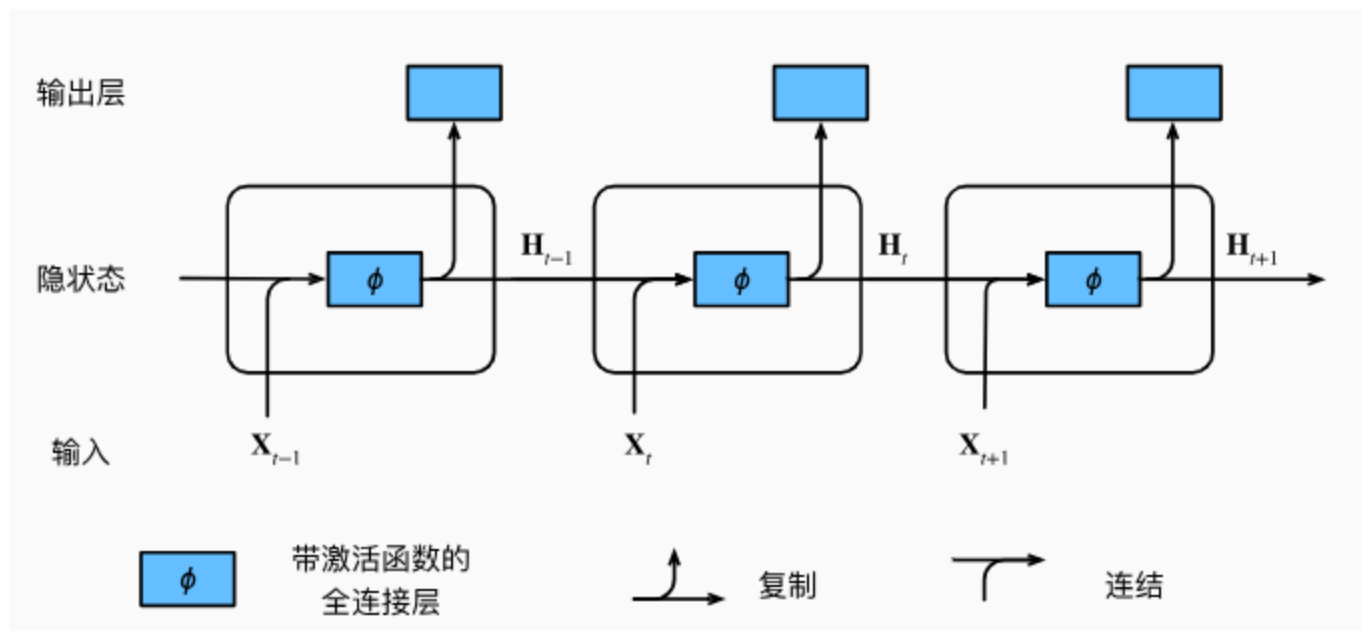 输出层
隐状态
ϕ
H_{t−1}
ϕ
H_t
ϕ
H_{t+1}
输入
X_{t−1}
X_t
X_{t+1}
ϕ
带激活函数的
全连接层
复制
连结